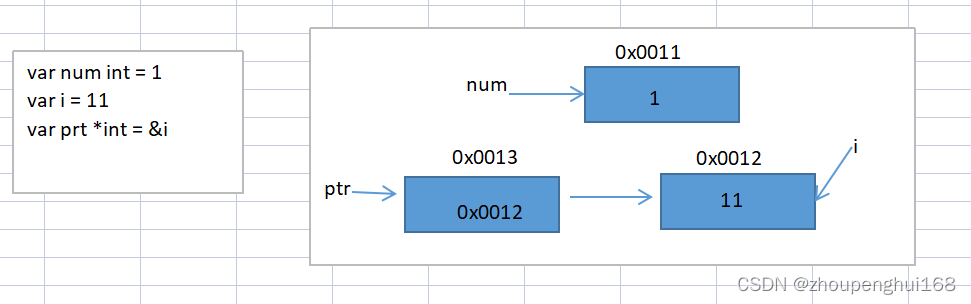 var num int = 1
var i = 11
var prt *int = &i
0x0011
num
1
0x0013
0x0012
i
ptr
0x0012
11
CSDN @zhoupenghui168